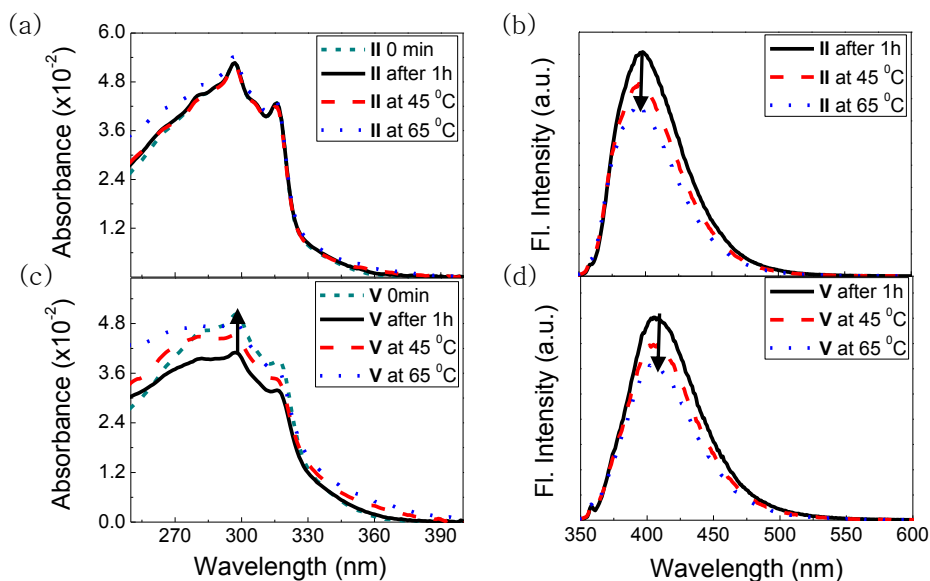 (a)
Absorbance (x10⁻²)
6.0
4.8
3.6
2.4
1.2
II 0 min
II after 1h
II at 45 ⁰C
II at 65 ⁰C
(b)
Fl. Intensity (a.u.)
II after 1h
II at 45 ⁰C
II at 65 ⁰C
(c)
Absorbance (x10⁻²)
4.8
3.6
2.4
1.2
0.0
V 0min
V after 1h
V at 45 ⁰C
V at 65 ⁰C
270 300 330 360 390
Wavelength (nm)
(d)
Fl. Intensity (a.u.)
V after 1h
V at 45 ⁰C
V at 65 ⁰C
350 400 450 500 550 600
Wavelength (nm)